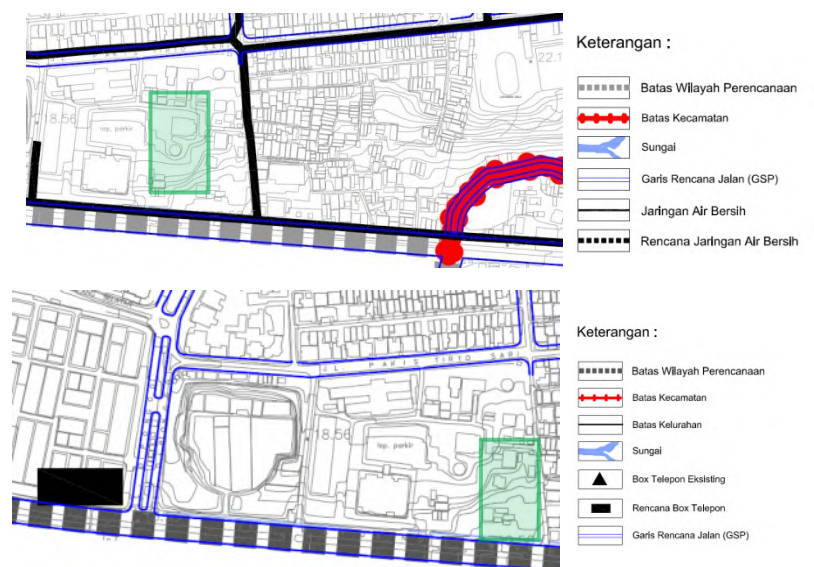 Keterangan :
22.1
Batas Wilayah Perencanaan
18.56
lap. parkir
Batas Kecamatan
Sungai
Garis Rencana Jalan (GSP)
Jaringan Air Bersih
Rencana Jaringan Air Bersih
Keterangan :
JL PAKIS TIRTO SARI
Batas Wilayah Perencanaan
Batas Kecamatan
Batas Kelurahan
18.56
lap. parkir
Sungai
Box Telepon Eksisting
Rencana Box Telepon
Garis Rencana Jalan (GSP)